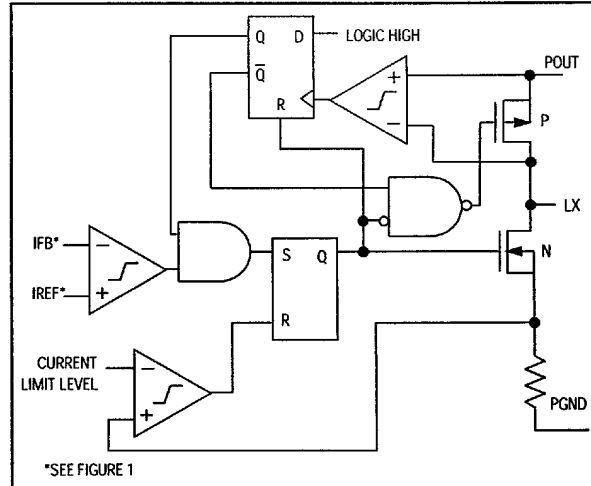 Q D LOGIC HIGH
Q
R
+
−
POUT
P
LX
N
IFB* −
IREF* +
S Q
R
CURRENT
LIMIT LEVEL
−
+
PGND
*SEE FIGURE 1